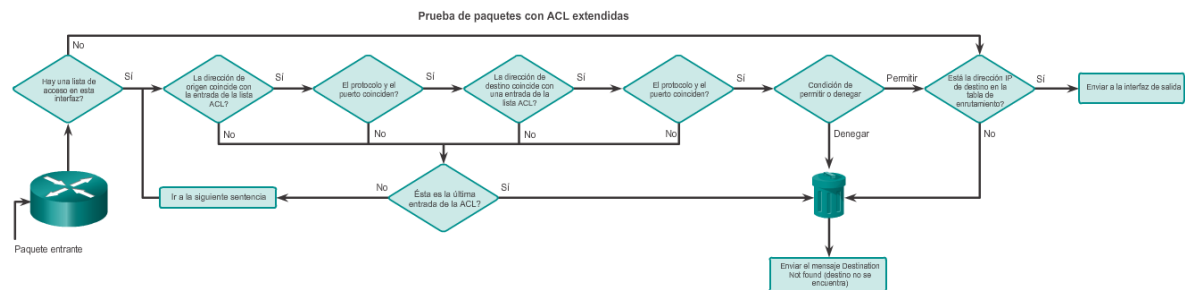 Prueba de paquetes con ACL extendidas
No
Hay una lista de
acceso en esta
interfaz?
Sí
La dirección de
origen coincide con
la entrada de la lista
ACL?
Sí
El protocolo y el
puerto coinciden?
Sí
La dirección de
destino coincide con
una entrada de la
lista ACL?
Sí
El protocolo y el
puerto coinciden?
Sí
Condición de
permitir o denegar
Permitir
Está la dirección IP
de destino en la
tabla de
enrutamiento?
Sí
Enviar a la interfaz de salida
No
No
No
No
Denegar
No
Ir a la siguiente sentencia
No
Ésta es la última
entrada de la ACL?
Sí
Paquete entrante
Enviar el mensaje Destination
Not found (destino no se
encuentra)